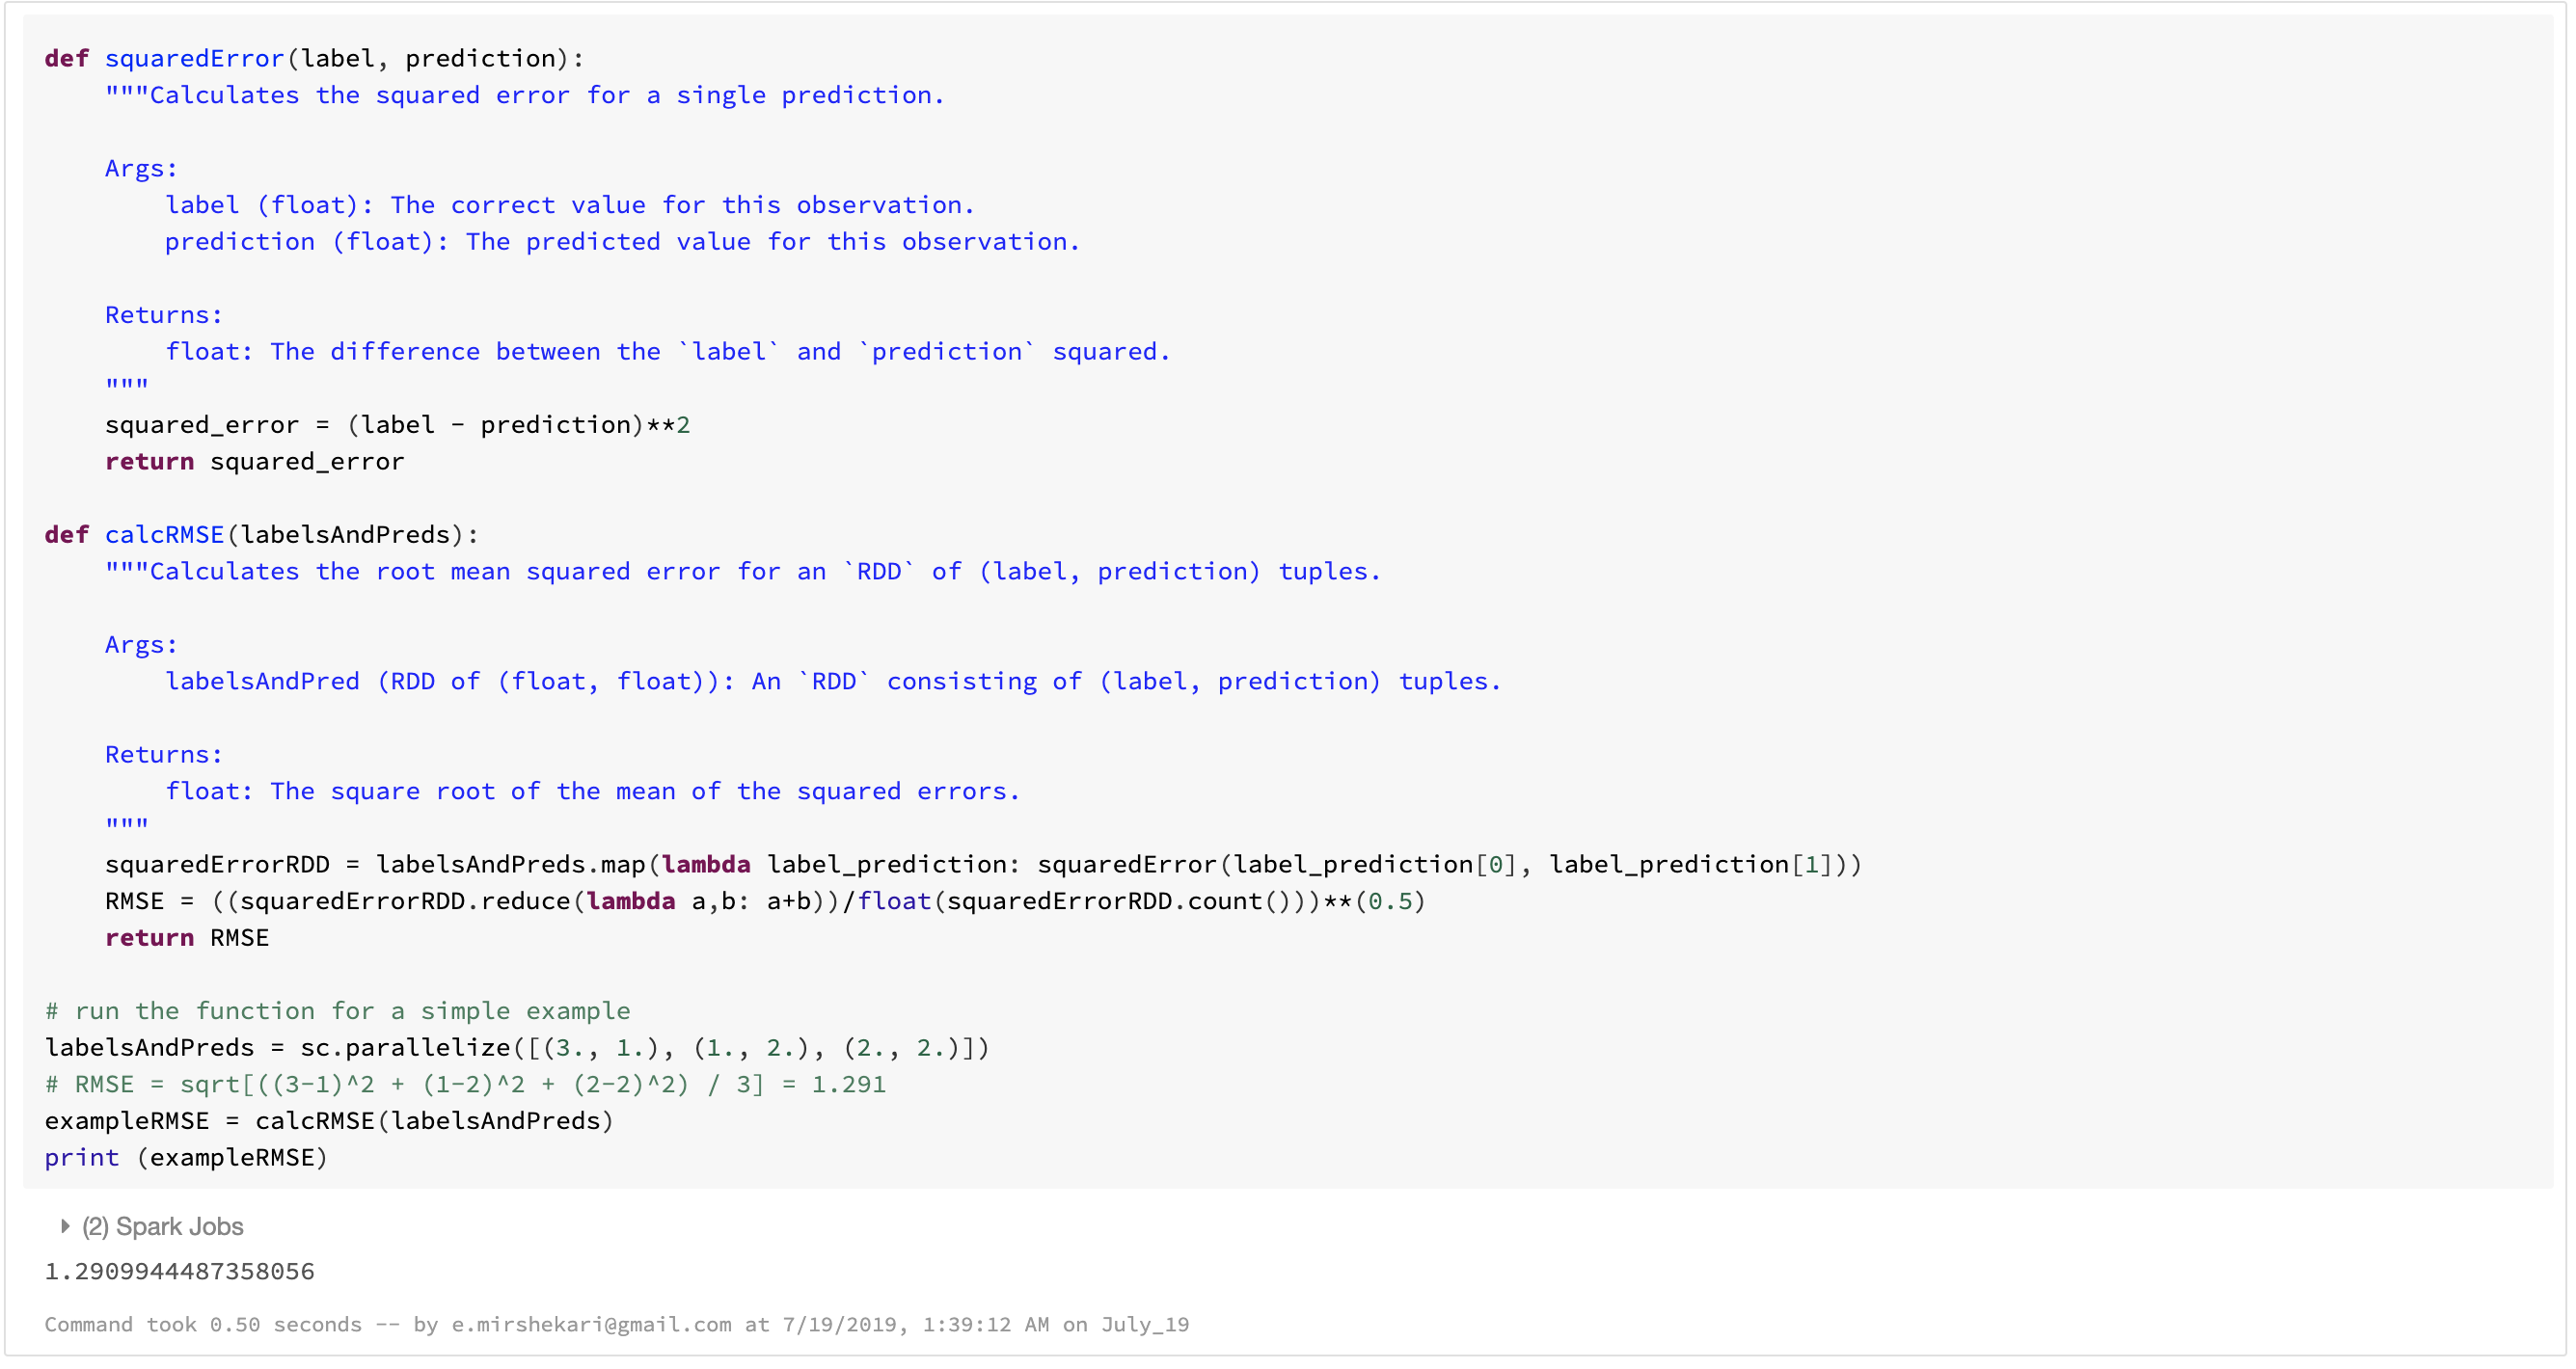 def squaredError(label, prediction):
    """Calculates the squared error for a single prediction.

    Args:
        label (float): The correct value for this observation.
        prediction (float): The predicted value for this observation.

    Returns:
        float: The difference between the `label` and `prediction` squared.
    """
    squared_error = (label - prediction)**2
    return squared_error

def calcRMSE(labelsAndPreds):
    """Calculates the root mean squared error for an `RDD` of (label, prediction) tuples.

    Args:
        labelsAndPred (RDD of (float, float)): An `RDD` consisting of (label, prediction) tuples.

    Returns:
        float: The square root of the mean of the squared errors.
    """
    squaredErrorRDD = labelsAndPreds.map(lambda label_prediction: squaredError(label_prediction[0], label_prediction[1]))
    RMSE = ((squaredErrorRDD.reduce(lambda a,b: a+b))/float(squaredErrorRDD.count()))**(0.5)
    return RMSE

# run the function for a simple example
labelsAndPreds = sc.parallelize([(3., 1.), (1., 2.), (2., 2.)])
# RMSE = sqrt[((3-1)^2 + (1-2)^2 + (2-2)^2) / 3] = 1.291
exampleRMSE = calcRMSE(labelsAndPreds)
print (exampleRMSE)
(2) Spark Jobs
1.2909944487358056
Command took 0.50 seconds -- by e.mirshekari@gmail.com at 7/19/2019, 1:39:12 AM on July_19